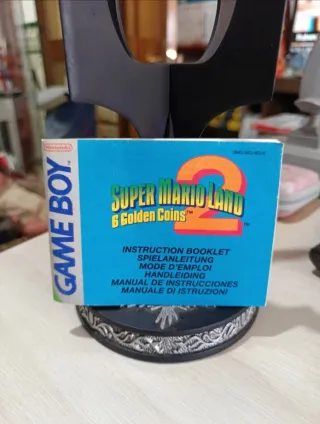 Nintendo
GAME BOY
SUPER MARIO LAND 2
6 Golden Coins™
INSTRUCTION BOOKLET
SPIELANLEITUNG
MODE D'EMPLOI
HANDLEIDING
MANUAL DE INSTRUCCIONES
MANUALE DI ISTRUZIONI